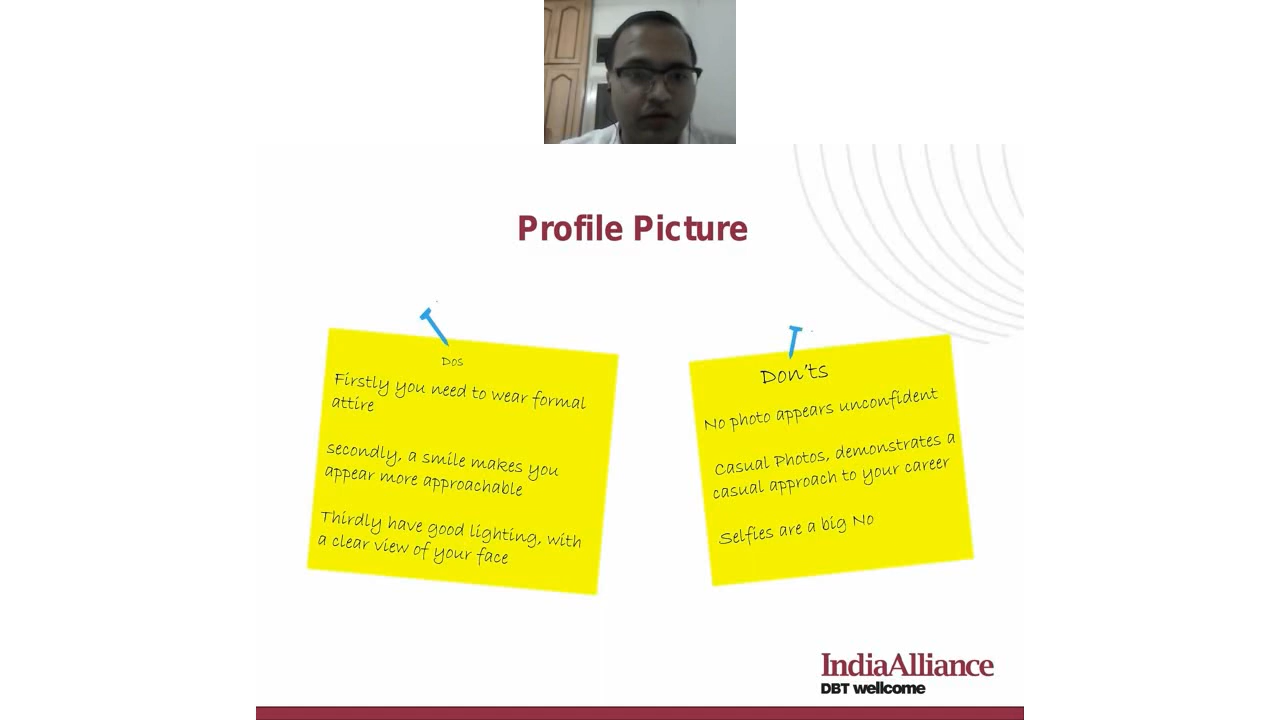 Profile Picture
Dos
Firstly you need to wear formal
attire
secondly, a smile makes you
appear more approachable
Thirdly have good lighting, with
a clear view of your face
Don'ts
No photo appears unconfident
Casual Photos, demonstrates a
casual approach to your career
Selfies are a big No
IndiaAlliance
DBT wellcome